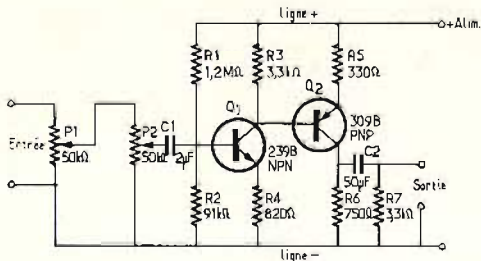 ligne +
+Alim.
R1
1,2MΩ
R3
3,3kΩ
R5
330Ω
Q1
Q2
P1
50kΩ
Entrée
P2
50kΩ
C1
2µF
239B
NPN
309B
PNP
C2
50µF
R2
91kΩ
R4
820Ω
R6
750Ω
R7
3,3kΩ
Sortie
ligne -